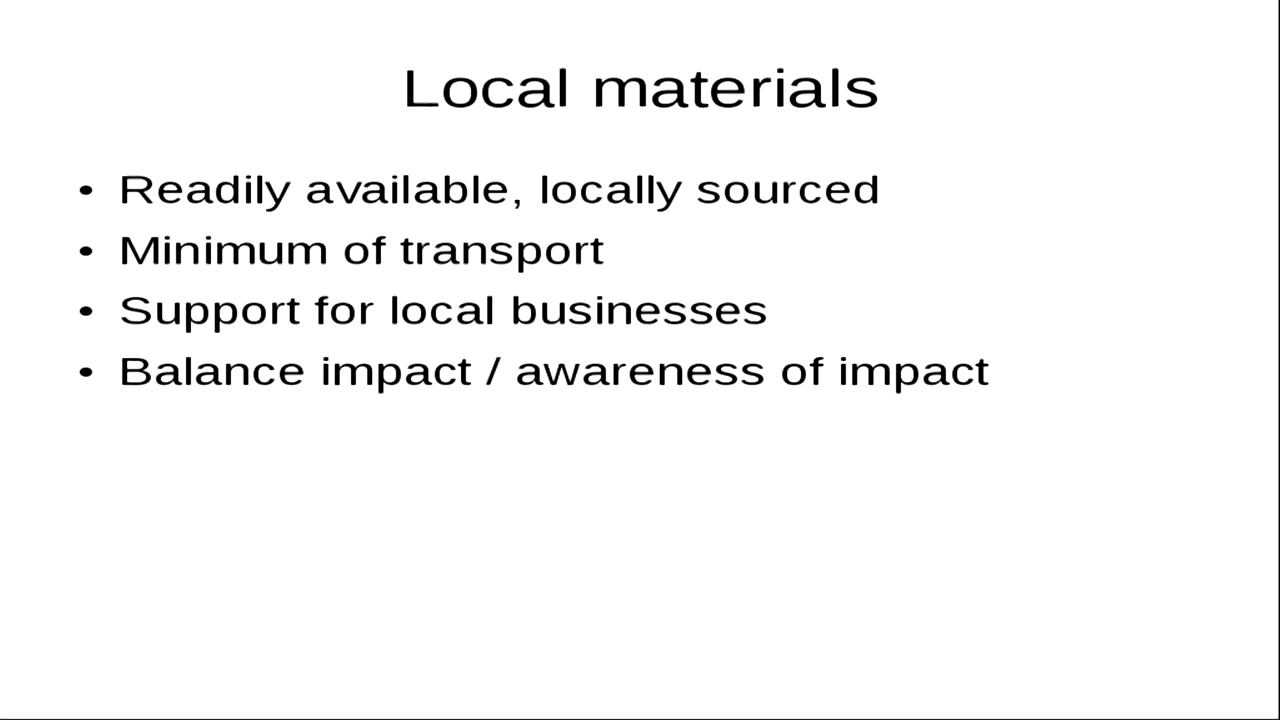 Local materials
• Readily available, locally sourced
• Minimum of transport
• Support for local businesses
• Balance impact / awareness of impact